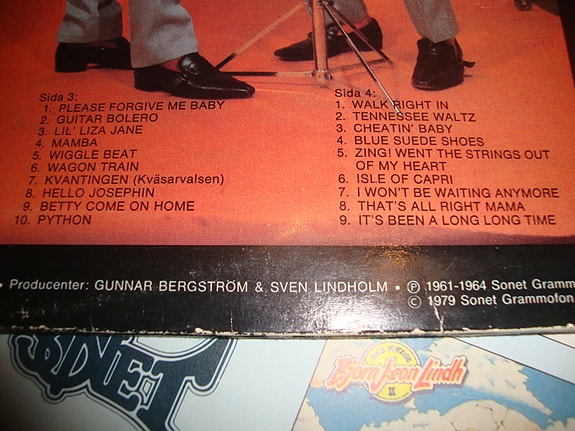 Sida 3:
1. PLEASE FORGIVE ME BABY
2. GUITAR BOLERO
3. LIL' LIZA JANE
4. MAMBA
5. WIGGLE BEAT
6. WAGON TRAIN
7. KVANTINGEN (Kväsarvalsen)
8. HELLO JOSEPHIN
9. BETTY COME ON HOME
10. PYTHON
Sida 4:
1. WALK RIGHT IN
2. TENNESSEE WALTZ
3. CHEATIN' BABY
4. BLUE SUEDE SHOES
5. ZING! WENT THE STRINGS OUT
OF MY HEART
6. ISLE OF CAPRI
7. I WON'T BE WAITING ANYMORE
8. THAT'S ALL RIGHT MAMA
9. IT'S BEEN A LONG LONG TIME
• Producenter: GUNNAR BERGSTRÖM & SVEN LINDHOLM • ℗ 1961-1964 Sonet Gramm
© 1979 Sonet Grammofon
SONET
Björn J:son Lindh
II